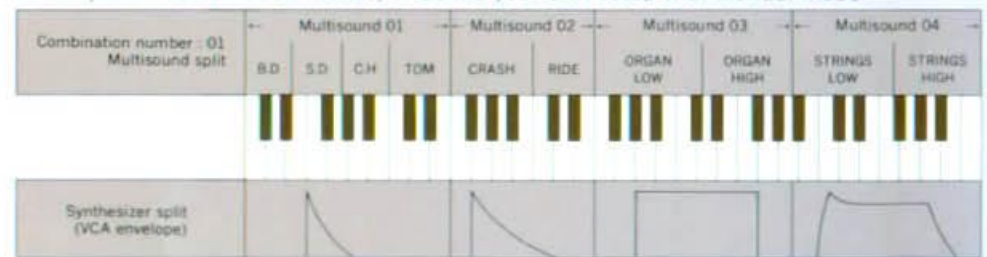 Combination number : 01
Multisound split
Multisound 01
Multisound 02
Multisound 03
Multisound 04
B.D
S.D
C.H
TOM
CRASH
RIDE
ORGAN
LOW
ORGAN
HIGH
STRINGS
LOW
STRINGS
HIGH
Synthesizer split
(VCA envelope)